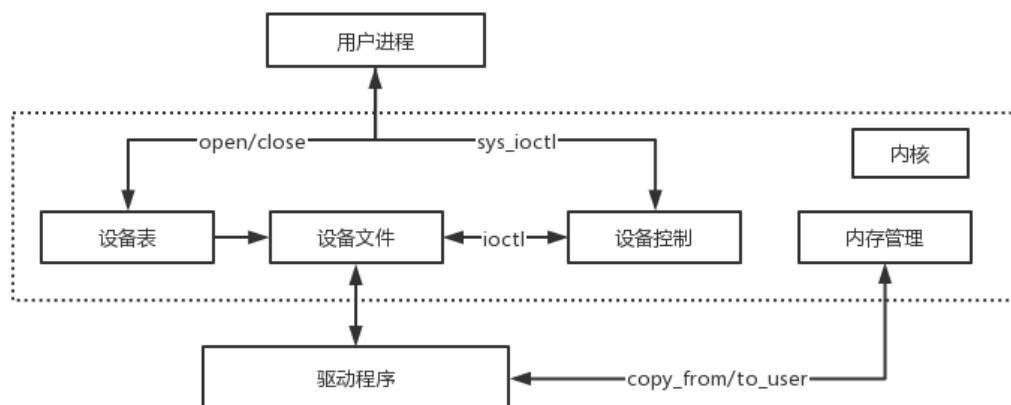 用户进程
open/close
sys_ioctl
内核
设备表
设备文件
ioctl
设备控制
内存管理
驱动程序
copy_from/to_user